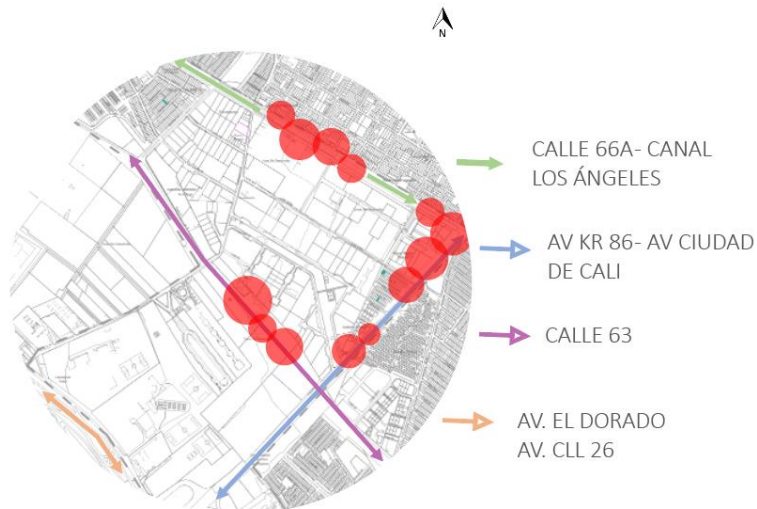 N
CALLE 66A- CANAL
LOS ÁNGELES
AV KR 86- AV CIUDAD
DE CALI
CALLE 63
AV. EL DORADO
AV. CLL 26